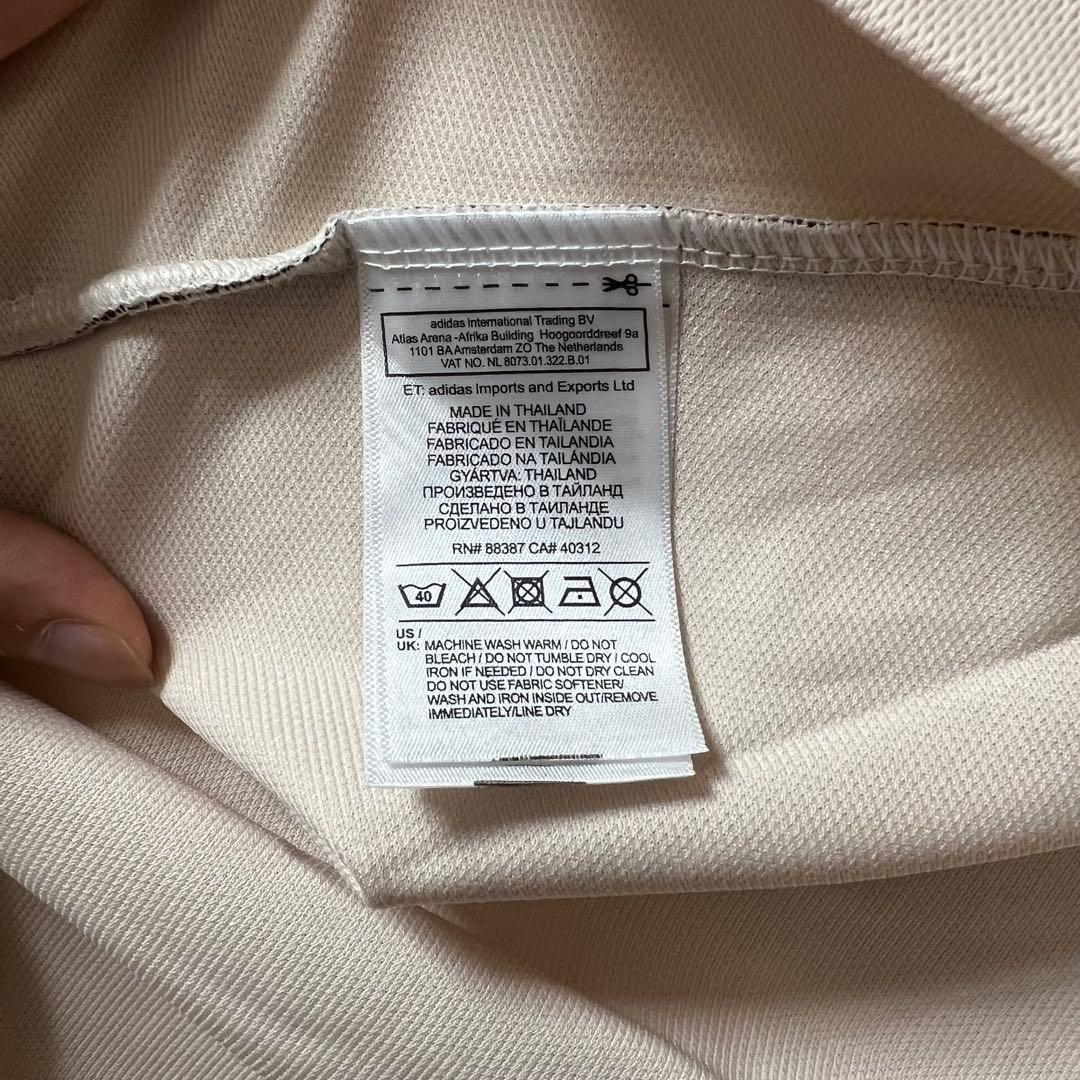 adidas International Trading BV
Atlas Arena -Afrika Building Hoogoorddreef 9a
1101 BA Amsterdam ZO The Netherlands
VAT NO. NL 8073.01.322.B.01
ET: adidas Imports and Exports Ltd
MADE IN THAILAND
FABRIQUÉ EN THAÏLANDE
FABRICADO EN TAILANDIA
FABRICADO NA TAILÂNDIA
GYÁRTVA: THAILAND
ПРОИЗВЕДЕНО В ТАЙЛАНД
СДЕЛАНО В ТАИЛАНДЕ
PROIZVEDENO U TAJLANDU
RN# 88387 CA# 40312
40
US /
UK: MACHINE WASH WARM / DO NOT
BLEACH / DO NOT TUMBLE DRY / COOL
IRON IF NEEDED / DO NOT DRY CLEAN
DO NOT USE FABRIC SOFTENER/
WASH AND IRON INSIDE OUT/REMOVE
IMMEDIATELY/LINE DRY